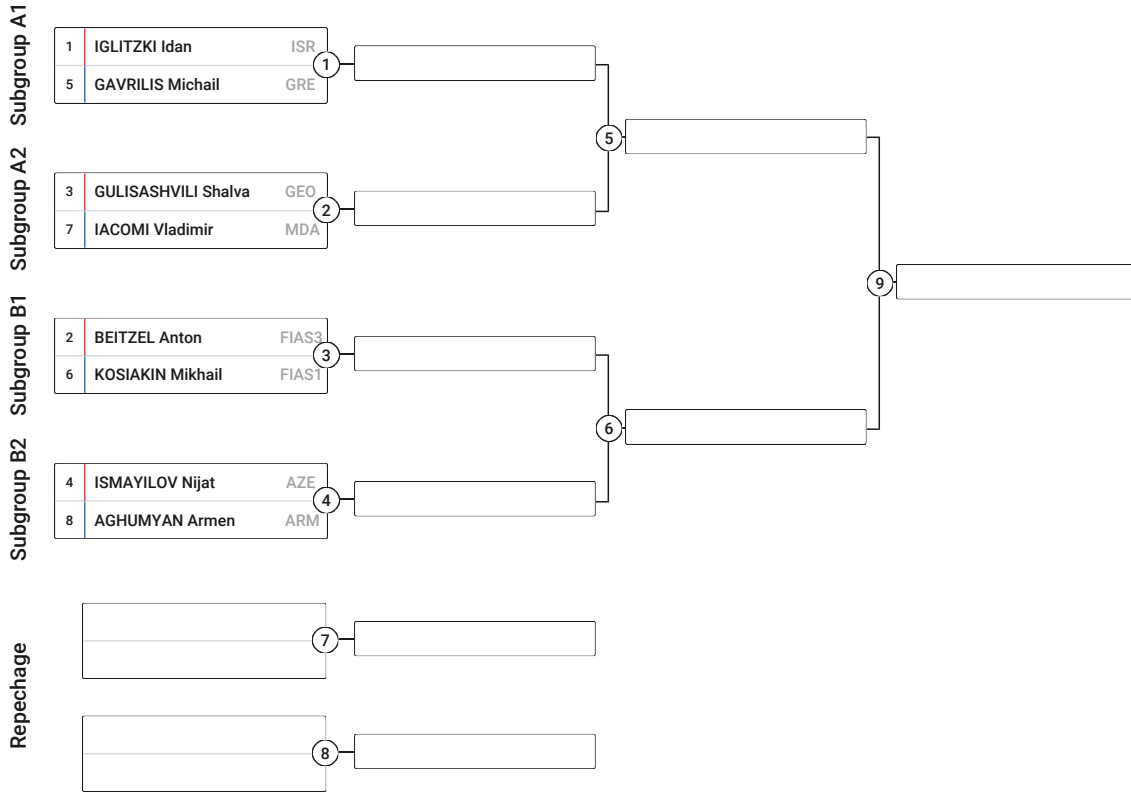 Subgroup A1
1 IGLITZKI Idan ISR
5 GAVRILIS Michail GRE
1
5
Subgroup A2
3 GULISASHVILI Shalva GEO
7 IACOMI Vladimir MDA
2
9
Subgroup B1
2 BEITZEL Anton FIAS3
6 KOSIAKIN Mikhail FIAS1
3
6
Subgroup B2
4 ISMAYILOV Nijat AZE
8 AGHUMYAN Armen ARM
4
Repechage
7
8